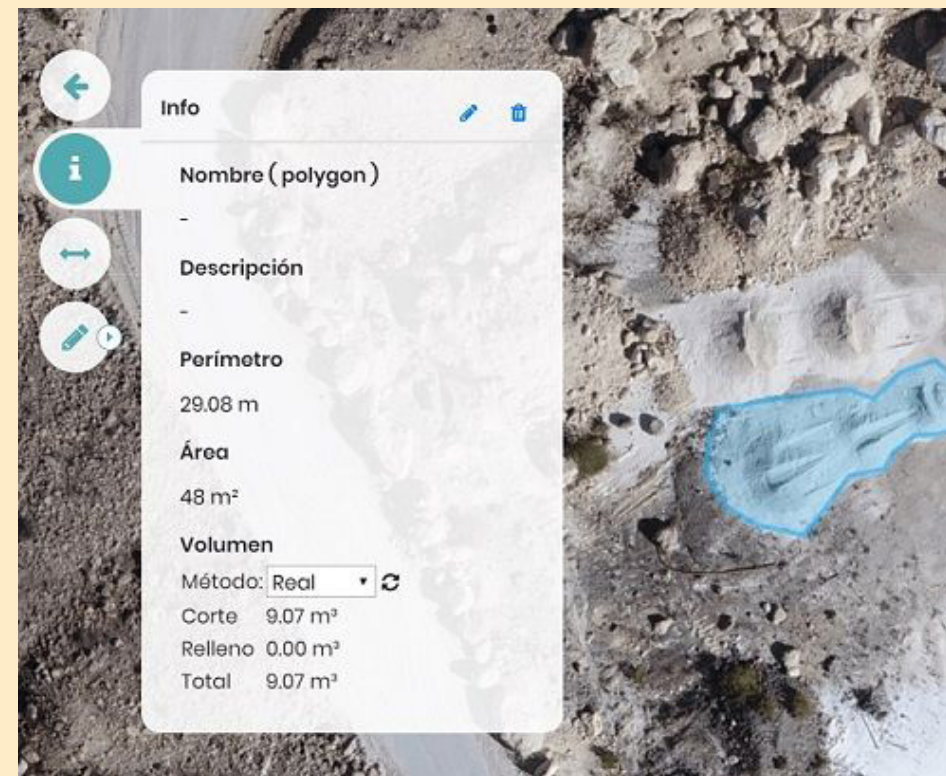 Info
Nombre ( polygon )
-
Descripción
-
Perímetro
29.08 m
Área
48 m²
Volumen
Método: Real
Corte 9.07 m³
Relleno 0.00 m³
Total 9.07 m³